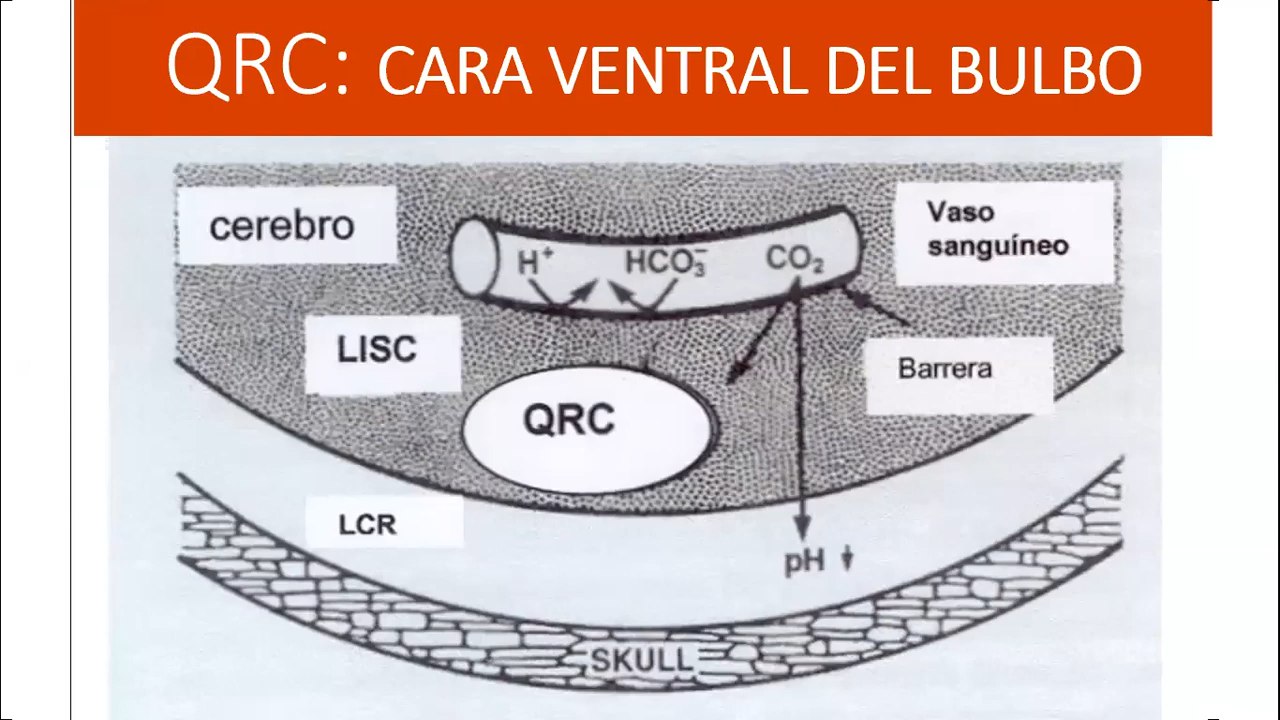 QRC: CARA VENTRAL DEL BULBO
cerebro
Vaso
sanguíneo
H⁺ HCO₃⁻ CO₂
LISC
Barrera
QRC
LCR
pH
SKULL